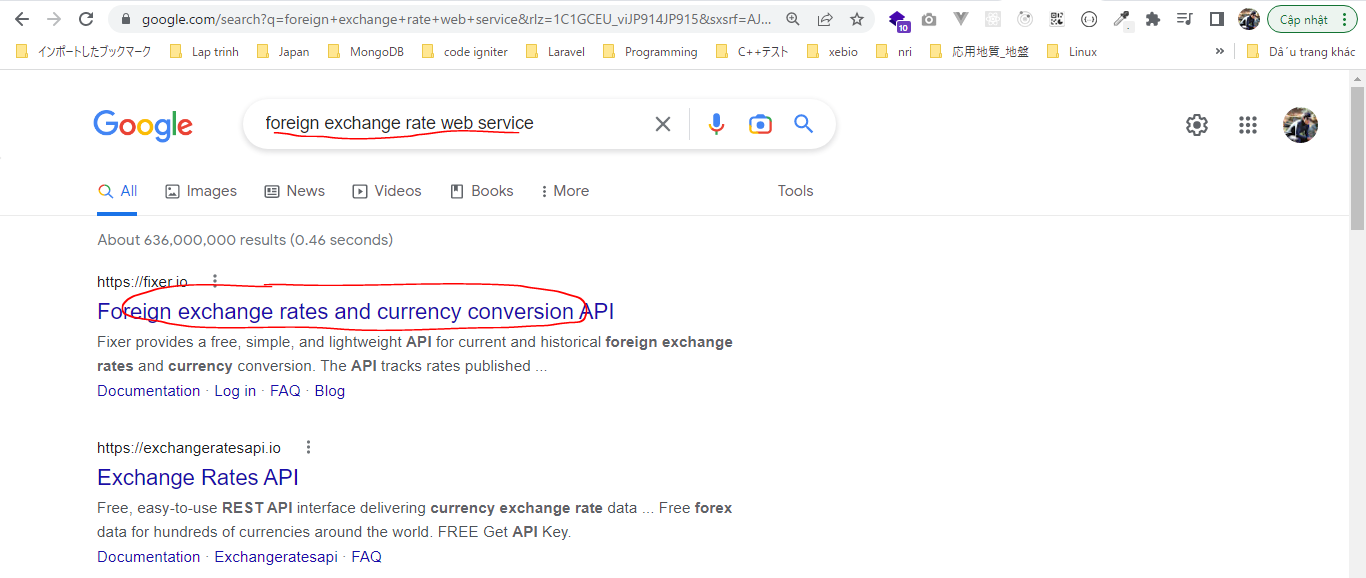 google.com/search?q=foreign+exchange+rate+web+service&rlz=1C1GCEU_viJP914JP915&sxsrf=AJ...
10
Cập nhật
インポートしたブックマーク Lap trinh Japan MongoDB code igniter Laravel Programming C++テスト xebio nri 応用地質_地盤 Linux » Dấu trang khác
Google
foreign exchange rate web service
All Images News Videos Books More Tools
About 636,000,000 results (0.46 seconds)
https://fixer.io
Foreign exchange rates and currency conversion API
Fixer provides a free, simple, and lightweight API for current and historical foreign exchange
rates and currency conversion. The API tracks rates published ...
Documentation · Log in · FAQ · Blog
https://exchangeratesapi.io
Exchange Rates API
Free, easy-to-use REST API interface delivering currency exchange rate data ... Free forex
data for hundreds of currencies around the world. FREE Get API Key.
Documentation · Exchangeratesapi · FAQ